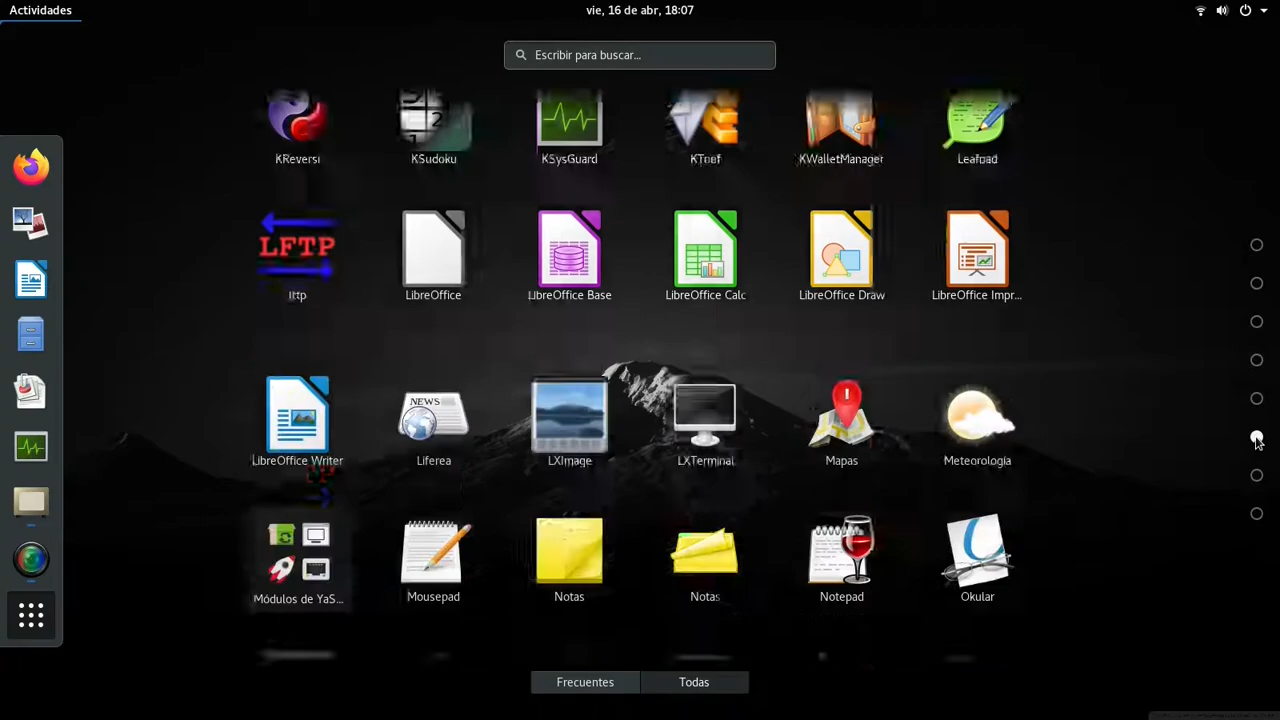 Actividades
vie, 16 de abr, 18:07
Escribir para buscar...
KReversi
KSudoku
KSysGuard
KWalletManager
Leafpad
LFTP
lftp
LibreOffice
LibreOffice Base
LibreOffice Calc
LibreOffice Draw
LibreOffice Impr...
NEWS
LibreOffice Writer
Liferea
LXImage
LXTerminal
Mapas
Meteorología
Módulos de YaS...
Mousepad
Notas
Notas
Notepad
Okular
Frecuentes
Todas